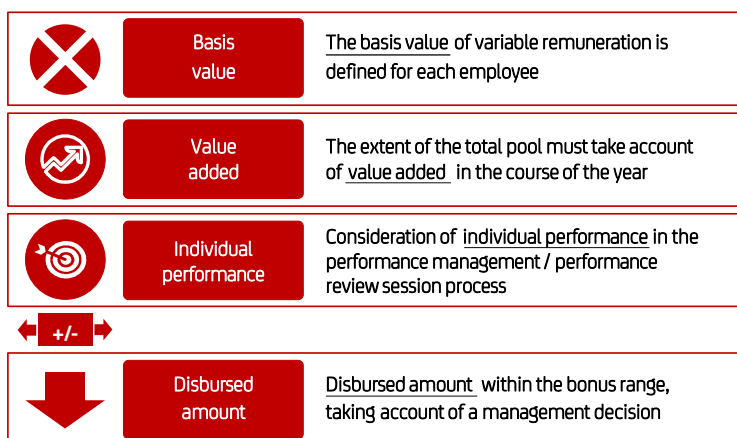 Basis
value
The basis value of variable remuneration is
defined for each employee
Value
added
The extent of the total pool must take account
of value added in the course of the year
Individual
performance
Consideration of individual performance in the
performance management / performance
review session process
+/-
Disbursed
amount
Disbursed amount within the bonus range,
taking account of a management decision